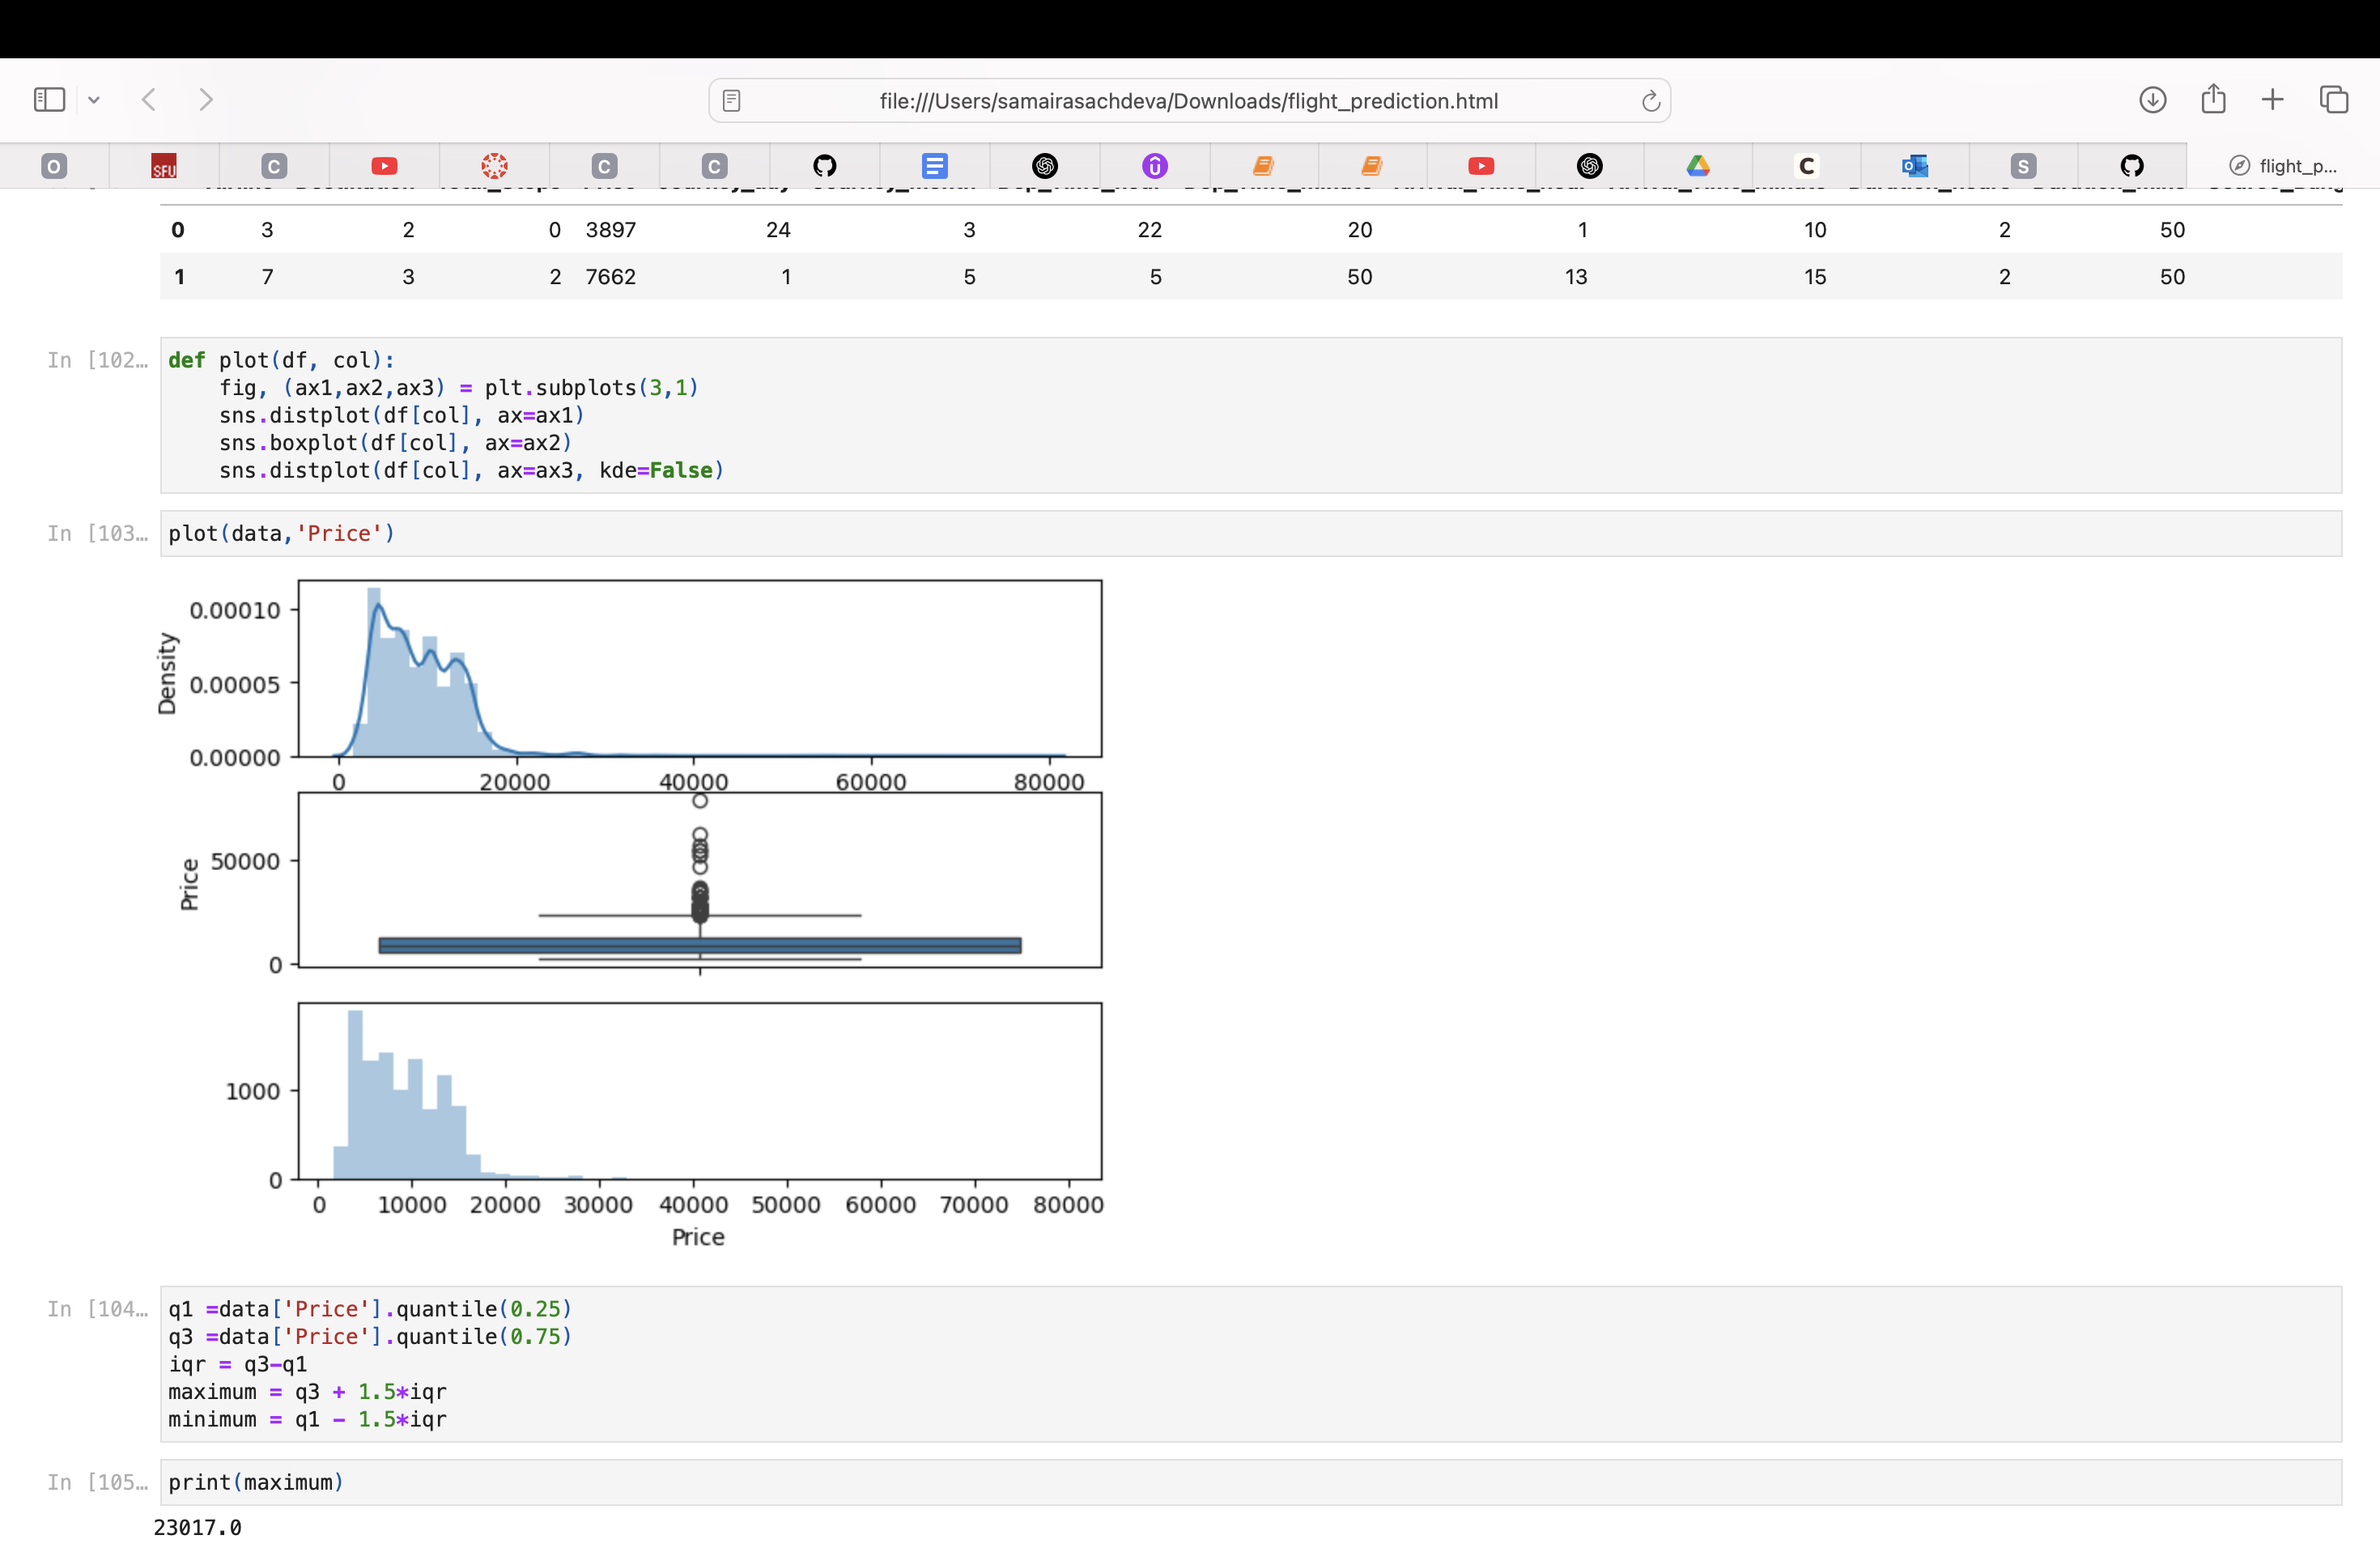 file:///Users/samairasachdeva/Downloads/flight_prediction.html
O SFU C C C C S flight_p...
0 3 2 0 3897 24 3 22 20 1 10 2 50
1 7 3 2 7662 1 5 5 50 13 15 2 50
In [102… def plot(df, col):
fig, (ax1,ax2,ax3) = plt.subplots(3,1)
sns.distplot(df[col], ax=ax1)
sns.boxplot(df[col], ax=ax2)
sns.distplot(df[col], ax=ax3, kde=False)
In [103… plot(data,'Price')
Density
0.00010
0.00005
0.00000
0 20000 40000 60000 80000
Price
50000
0
1000
0
0 10000 20000 30000 40000 50000 60000 70000 80000
Price
In [104… q1 =data['Price'].quantile(0.25)
q3 =data['Price'].quantile(0.75)
iqr = q3-q1
maximum = q3 + 1.5*iqr
minimum = q1 - 1.5*iqr
In [105… print(maximum)
23017.0